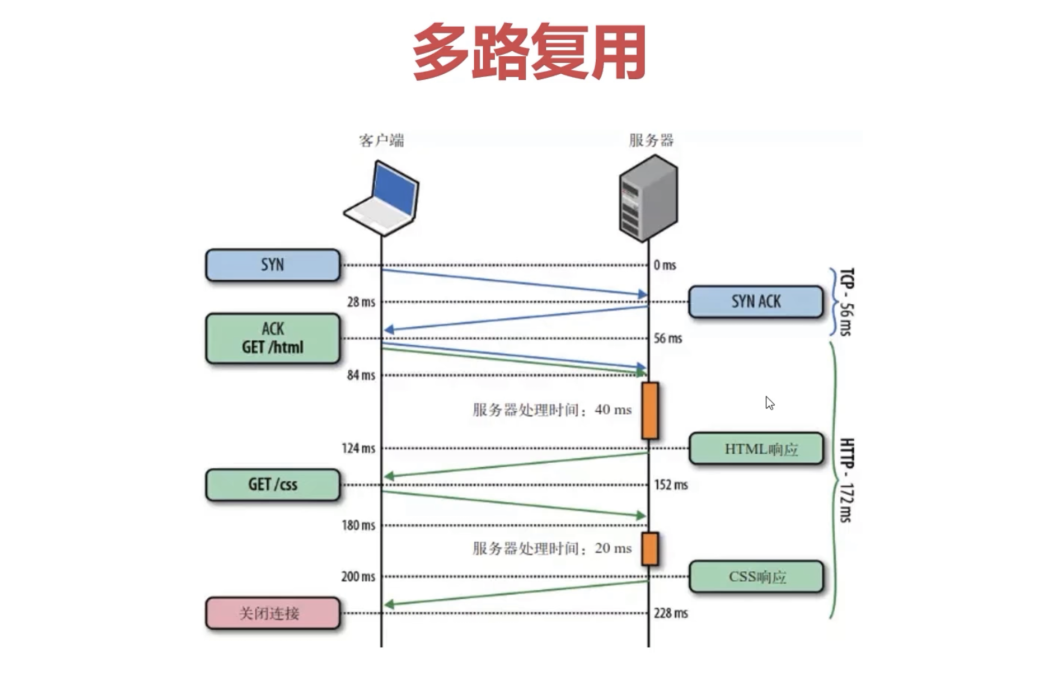 多路复用
客户端
服务器
SYN
0 ms
28 ms
SYN ACK
TCP - 56 ms
ACK
GET /html
56 ms
84 ms
服务器处理时间：40 ms
124 ms
HTML响应
HTTP - 172 ms
GET /css
152 ms
180 ms
服务器处理时间：20 ms
200 ms
CSS响应
关闭连接
228 ms